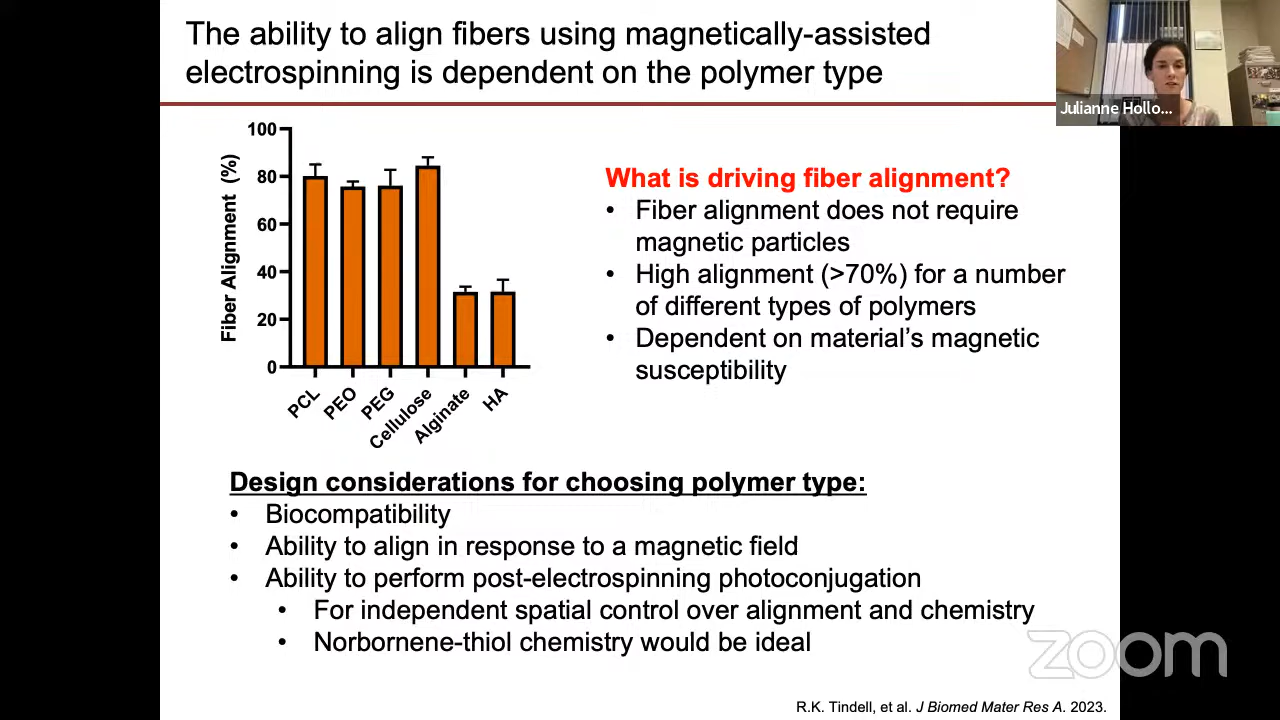 The ability to align fibers using magnetically-assisted
electrospinning is dependent on the polymer type
Julianne Hollo...
100
80
60
40
20
0
Fiber Alignment (%)
PCL
PEO
PEG
Cellulose
Alginate
HA
What is driving fiber alignment?
• Fiber alignment does not require
magnetic particles
• High alignment (>70%) for a number
of different types of polymers
• Dependent on material's magnetic
susceptibility
Design considerations for choosing polymer type:
• Biocompatibility
• Ability to align in response to a magnetic field
• Ability to perform post-electrospinning photoconjugation
• For independent spatial control over alignment and chemistry
• Norbornene-thiol chemistry would be ideal
zoom
R.K. Tindell, et al. J Biomed Mater Res A. 2023.